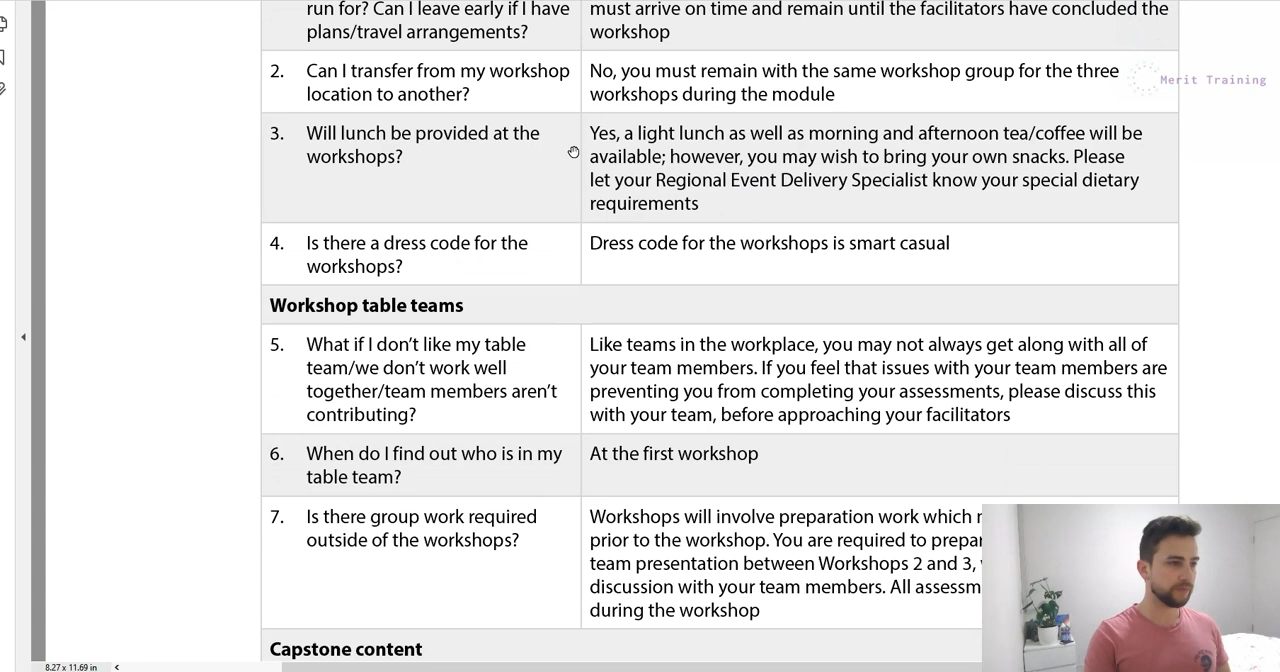 run for? Can I leave early if I have
plans/travel arrangements?
must arrive on time and remain until the facilitators have concluded the
workshop
2. Can I transfer from my workshop
location to another?
No, you must remain with the same workshop group for the three
workshops during the module
Merit Training
3. Will lunch be provided at the
workshops?
Yes, a light lunch as well as morning and afternoon tea/coffee will be
available; however, you may wish to bring your own snacks. Please
let your Regional Event Delivery Specialist know your special dietary
requirements
4. Is there a dress code for the
workshops?
Dress code for the workshops is smart casual
Workshop table teams
5. What if I don’t like my table
team/we don’t work well
together/team members aren’t
contributing?
Like teams in the workplace, you may not always get along with all of
your team members. If you feel that issues with your team members are
preventing you from completing your assessments, please discuss this
with your team, before approaching your facilitators
6. When do I find out who is in my
table team?
At the first workshop
7. Is there group work required
outside of the workshops?
Workshops will involve preparation work which
prior to the workshop. You are required to
team presentation between Workshops 2 and 3,
discussion with your team members. All
during the workshop
Capstone content
8.27 x 11.69 in